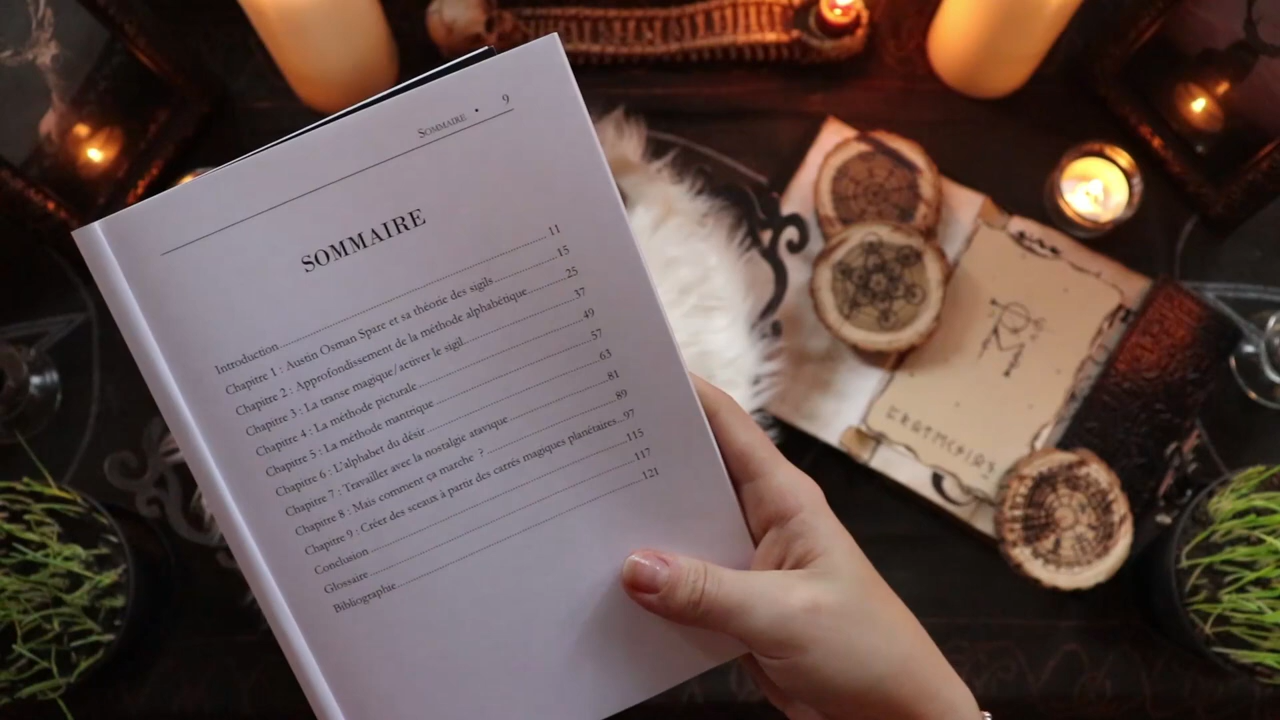 SOMMAIRE • 9
SOMMAIRE
Introduction 11
Chapitre 1 : Austin Osman Spare et sa théorie des sigils 15
Chapitre 2 : Approfondissement de la méthode alphabétique 25
Chapitre 3 : La transe magique/ activer le sigil 37
Chapitre 4 : La méthode picturale 49
Chapitre 5 : La méthode mantrique 57
Chapitre 6 : L'alphabet du désir 63
Chapitre 7 : Travailler avec la nostalgie atavique 81
Chapitre 8 : Mais comment ça marche ? 89
Chapitre 9 : Créer des sceaux à partir des carrés magiques planétaires 97
Conclusion 115
Glossaire 117
Bibliographie 121